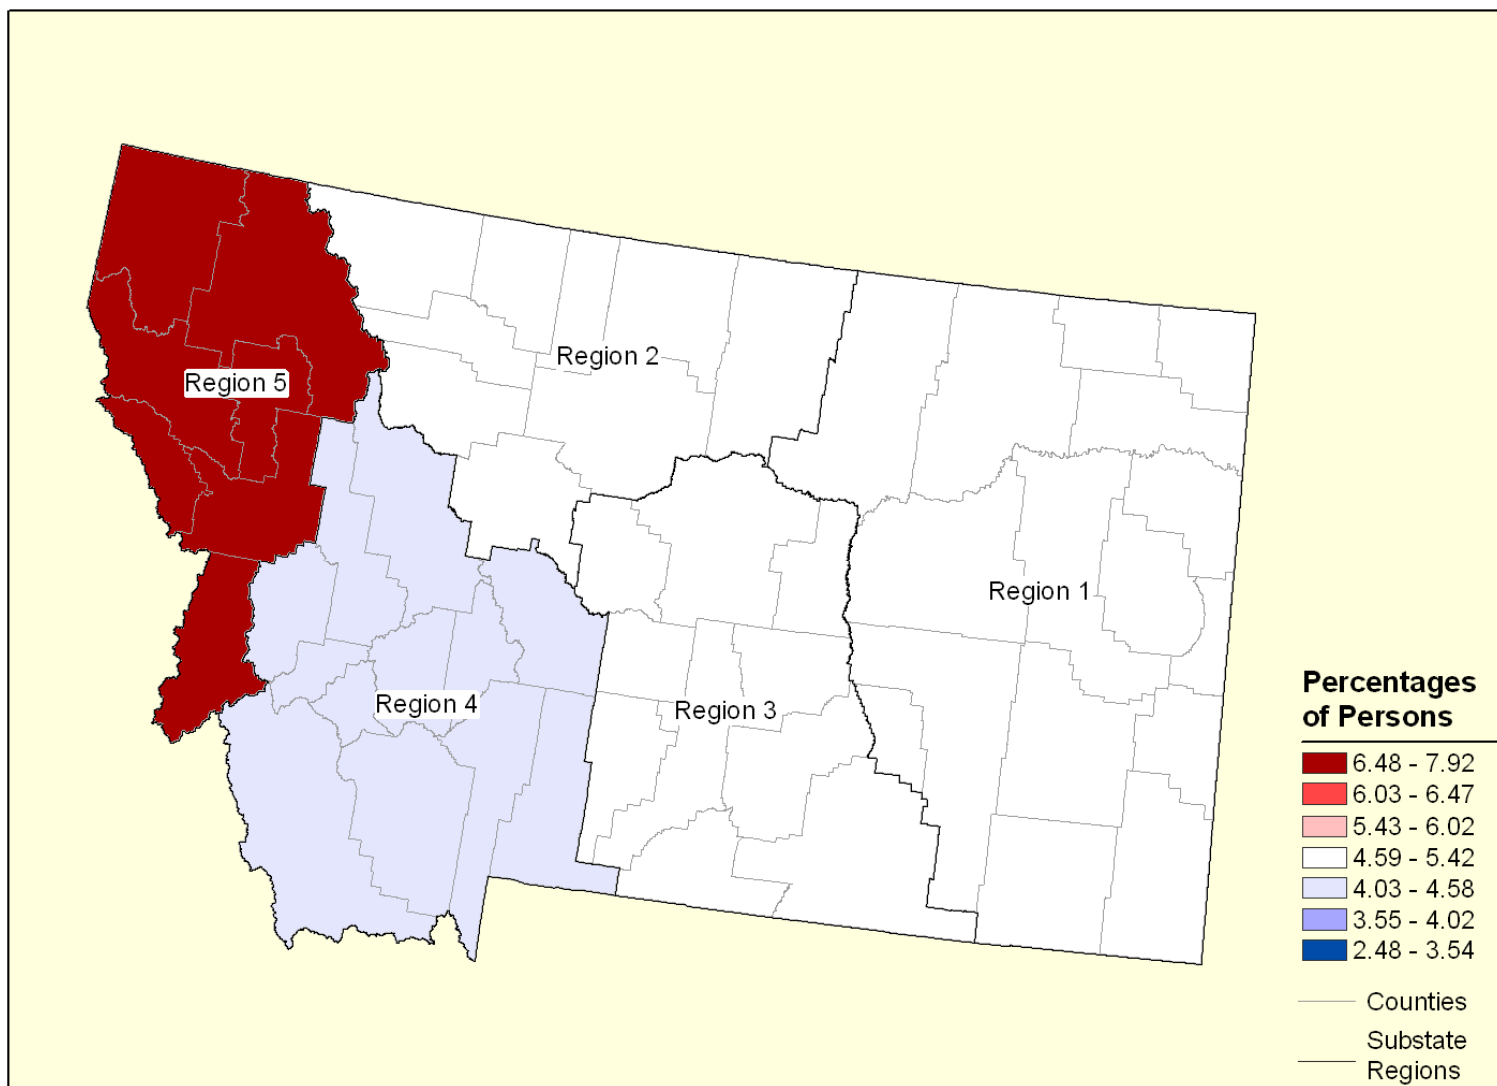 Region 2
Region 5
Region 1
Region 4
Region 3
Percentages
of Persons
6.48 - 7.92
6.03 - 6.47
5.43 - 6.02
4.59 - 5.42
4.03 - 4.58
3.55 - 4.02
2.48 - 3.54
Counties
Substate
Regions